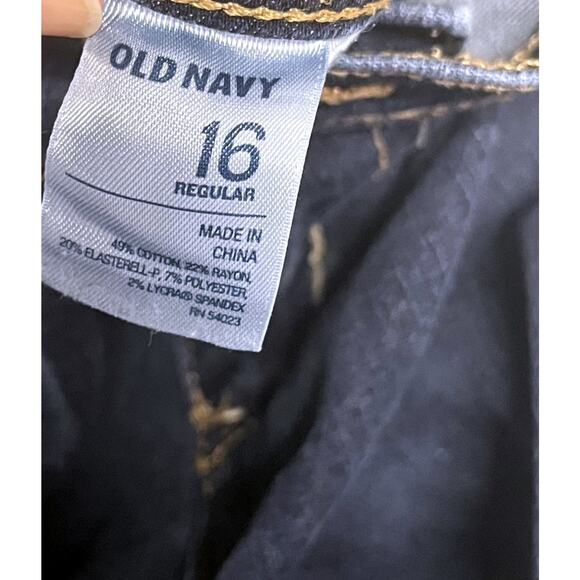 OLD NAVY
16
REGULAR
MADE IN
CHINA
49% COTTON, 22% RAYON,
20% ELASTERELL-P, 7% POLYESTER,
2% LYCRA® SPANDEX
RN 54023